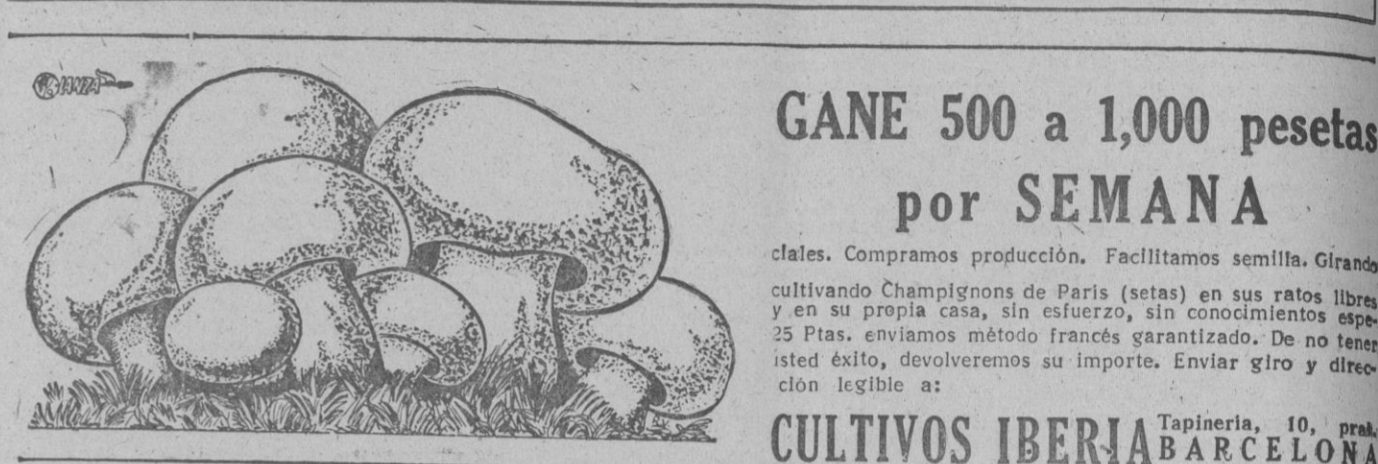 GANE 500 a 1,000 pesetas
por SEMANA
ciales. Compramos producción. Facilitamos semilla. Girando
cultivando Champignons de París (setas) en sus ratos libres
y en su propia casa, sin esfuerzo, sin conocimientos espe-
25 Ptas. enviamos método francés garantizado. De no tener
isted éxito, devolveremos su importe. Enviar giro y direc-
ción legible a:
CULTIVOS IBERIA Tapineria, 10, pral.
BARCELONA